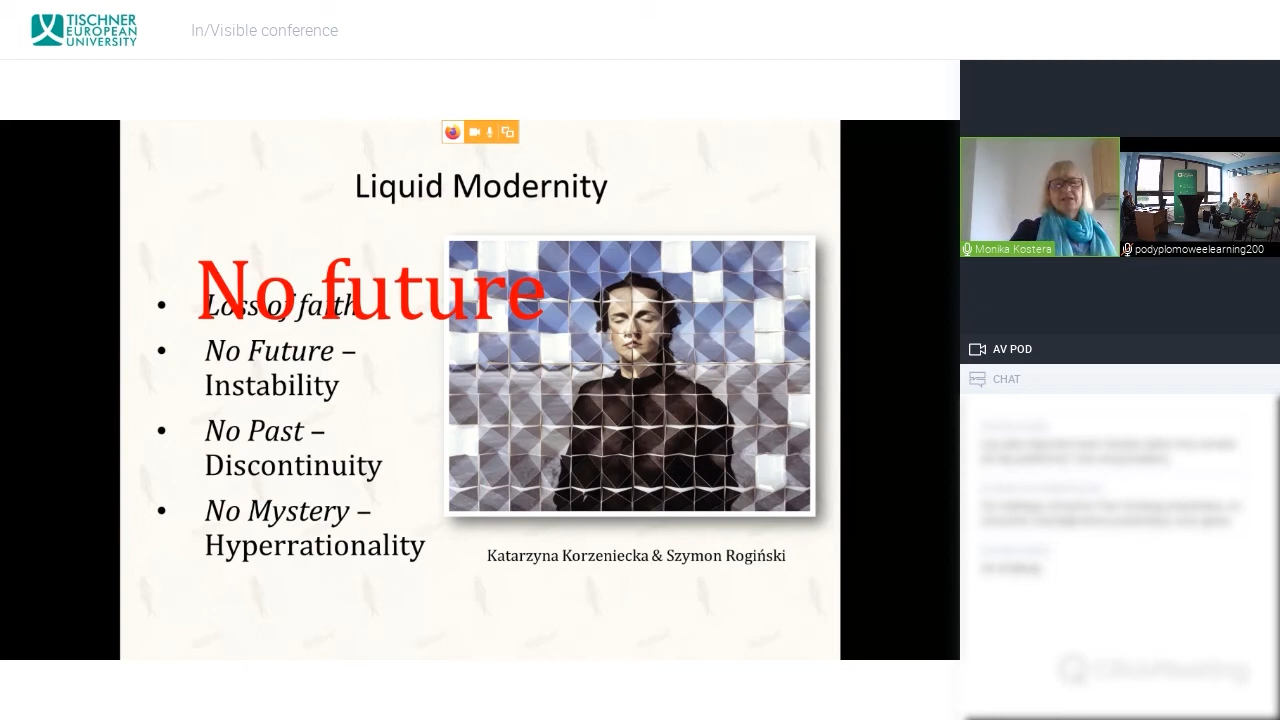 TISCHNER
EUROPEAN
UNIVERSITY
In/Visible conference
Liquid Modernity
No future
• Loss of faith
• No Future –
Instability
• No Past –
Discontinuity
• No Mystery –
Hyperrationality
Katarzyna Korzeniecka & Szymon Rogiński
Monika Kostera
podyplomoweelearning200
AV POD
CHAT